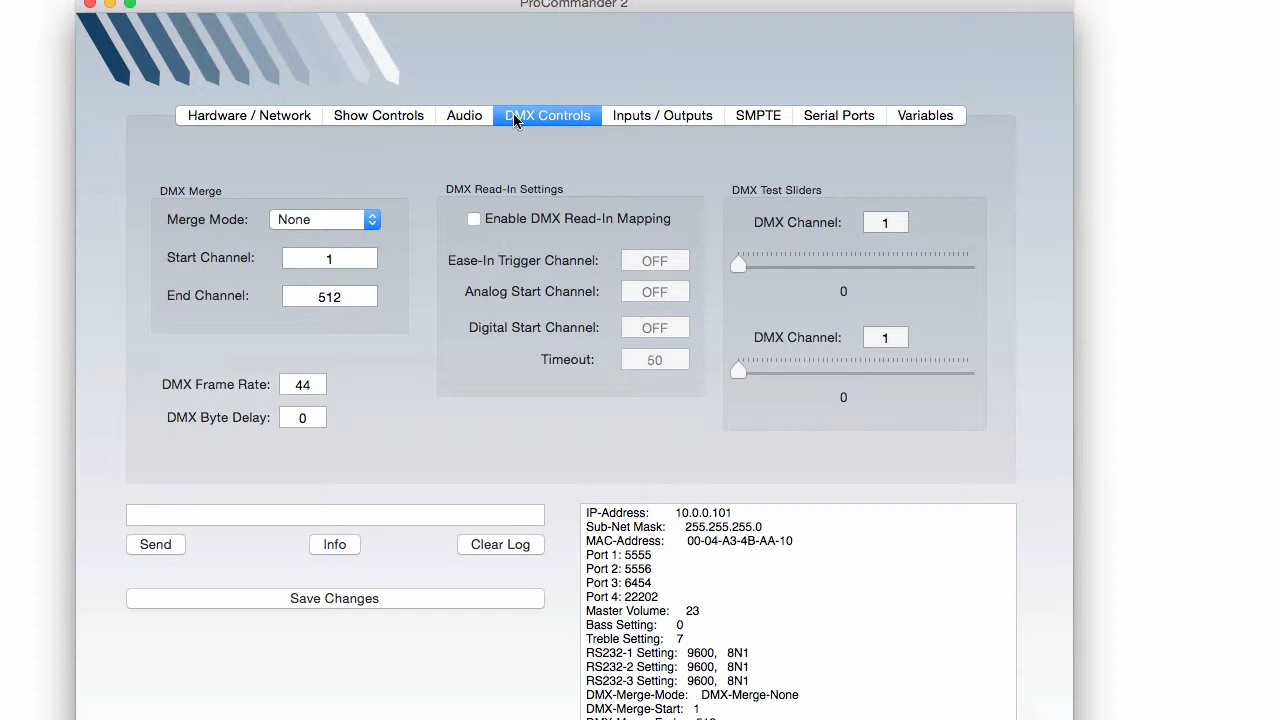 ProCommander 2
Hardware / Network Show Controls Audio DMX Controls Inputs / Outputs SMPTE Serial Ports Variables
DMX Merge
Merge Mode: None
Start Channel: 1
End Channel: 512
DMX Frame Rate: 44
DMX Byte Delay: 0
DMX Read-In Settings
Enable DMX Read-In Mapping
Ease-In Trigger Channel: OFF
Analog Start Channel: OFF
Digital Start Channel: OFF
Timeout: 50
DMX Test Sliders
DMX Channel: 1
0
DMX Channel: 1
0
Send Info Clear Log
Save Changes
IP-Address: 10.0.0.101
Sub-Net Mask: 255.255.255.0
MAC-Address: 00-04-A3-4B-AA-10
Port 1: 5555
Port 2: 5556
Port 3: 6454
Port 4: 22202
Master Volume: 23
Bass Setting: 0
Treble Setting: 7
RS232-1 Setting: 9600, 8N1
RS232-2 Setting: 9600, 8N1
RS232-3 Setting: 9600, 8N1
DMX-Merge-Mode: DMX-Merge-None
DMX-Merge-Start: 1